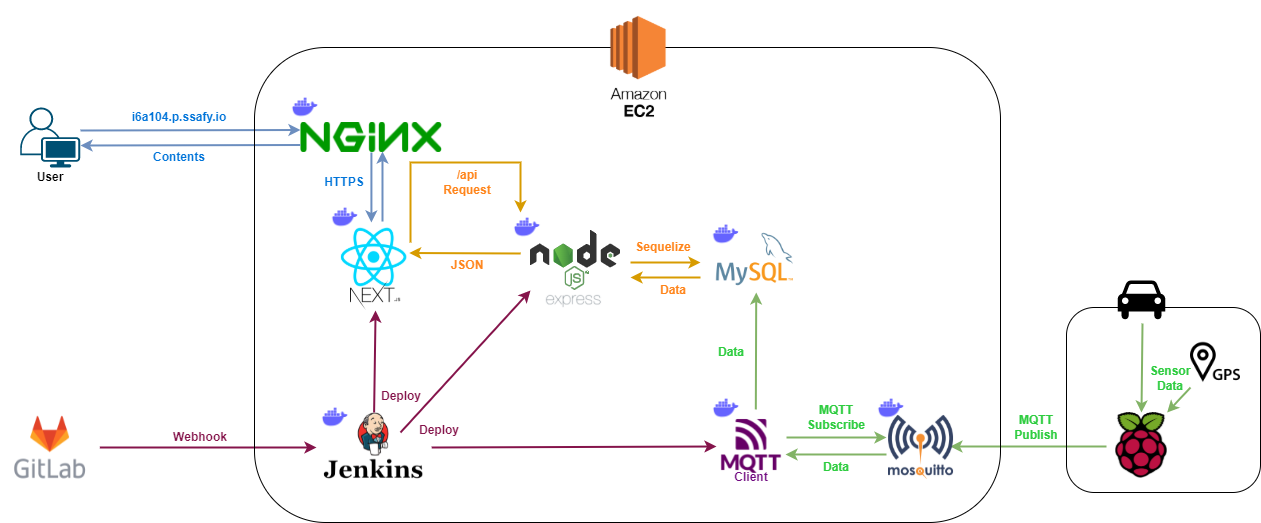 Amazon
EC2
i6a104.p.ssafy.io
NGINX
Contents
User
HTTPS
/api
Request
JSON
NEXT.JS
node
JS
express
Sequelize
Data
MySQL
Data
Deploy
Deploy
Webhook
GitLab
Jenkins
MQTT
Client
MQTT
Subscribe
Data
mosquitto
MQTT
Publish
Sensor
Data
GPS